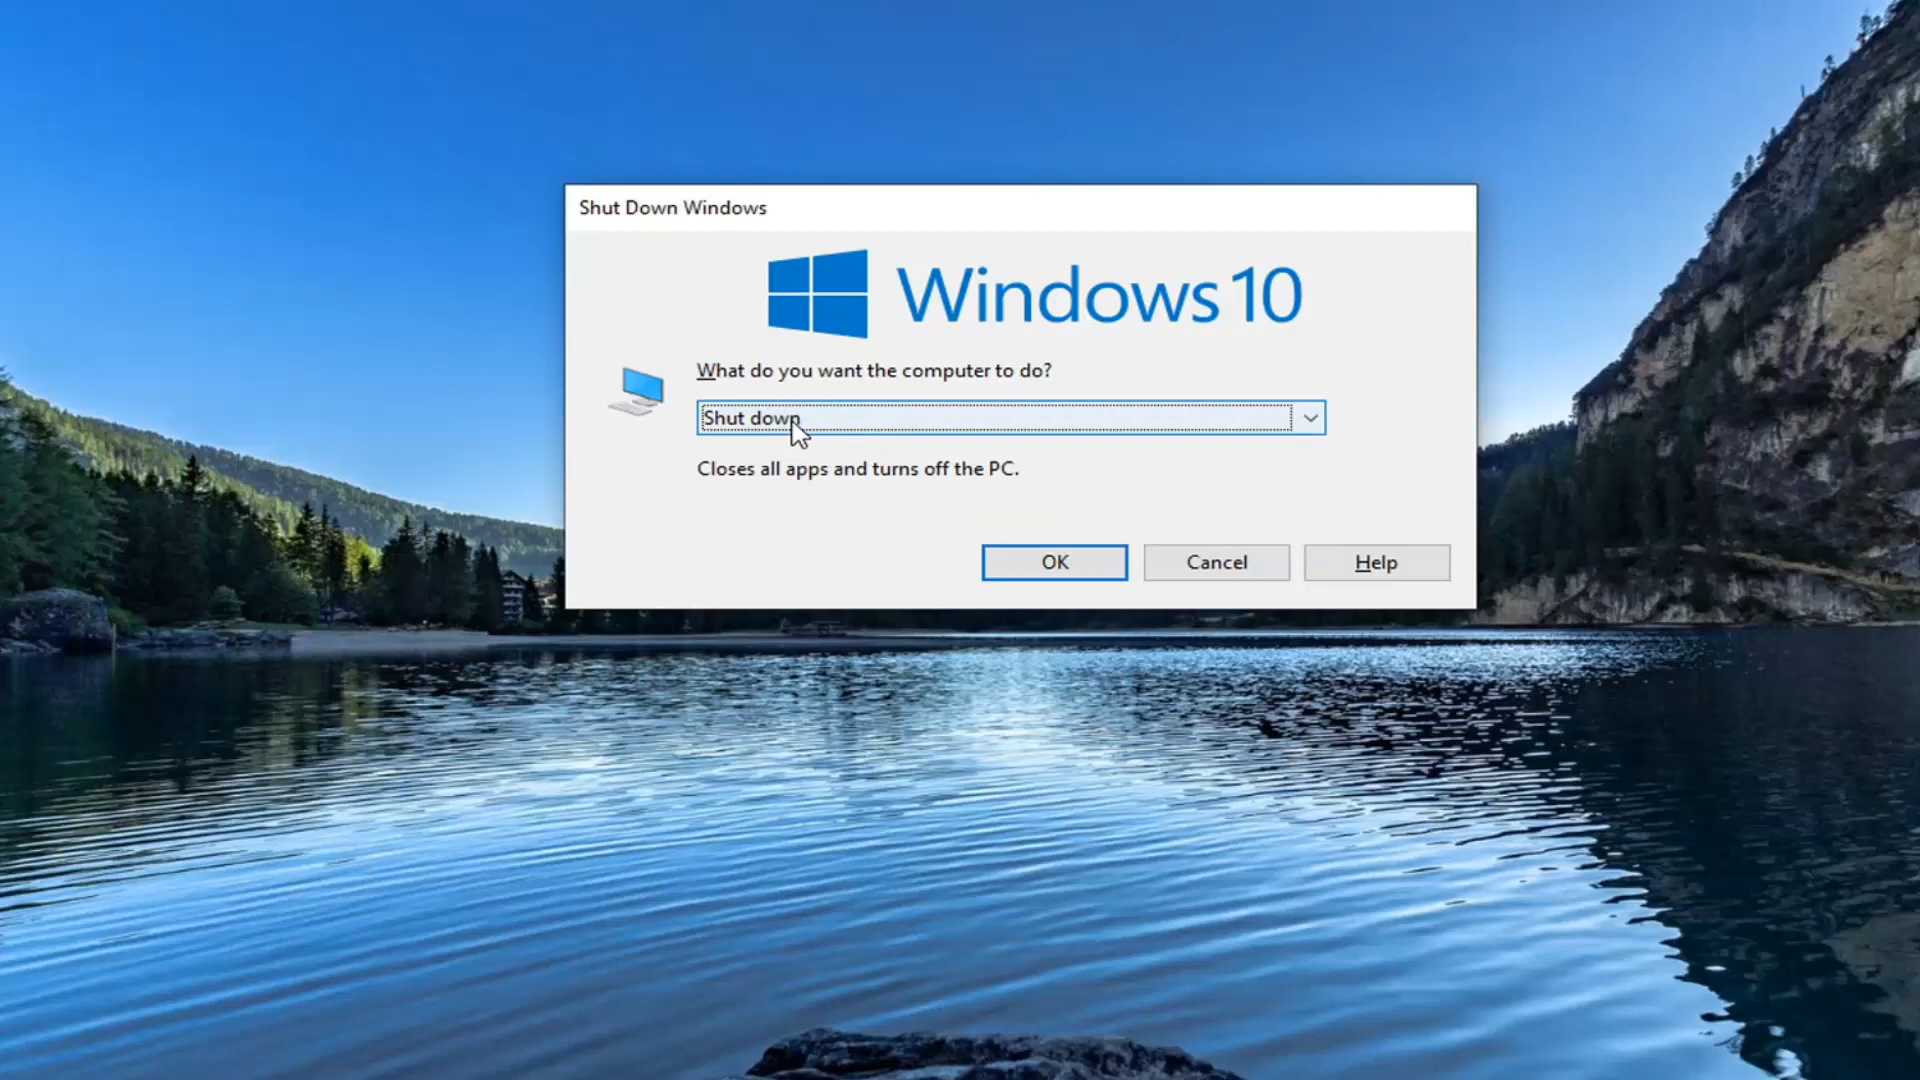 Shut Down Windows
Windows 10
What do you want the computer to do?
Shut down
Closes all apps and turns off the PC.
OK
Cancel
Help